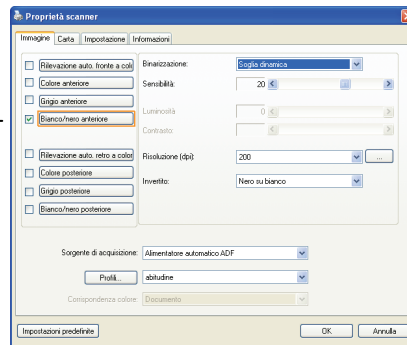 Proprietà scanner
Immagine Carta Impostazione Informazioni
Rilevazione auto. fronte a colo
Colore anteriore
Grigio anteriore
Bianco/nero anteriore
Rilevazione auto. retro a color
Colore posteriore
Grigio posteriore
Bianco/nero posteriore
Binarizzazione: Soglia dinamica
Sensibilità: 20
Luminosità 0
Contrasto:
Risoluzione (dpi): 200 ...
Invertito: Nero su bianco
Sorgente di acquisizione: Alimentatore automatico ADF
Profili... abitudine
Corrispondenza colore: Documento
Impostazioni predefinite OK Annulla